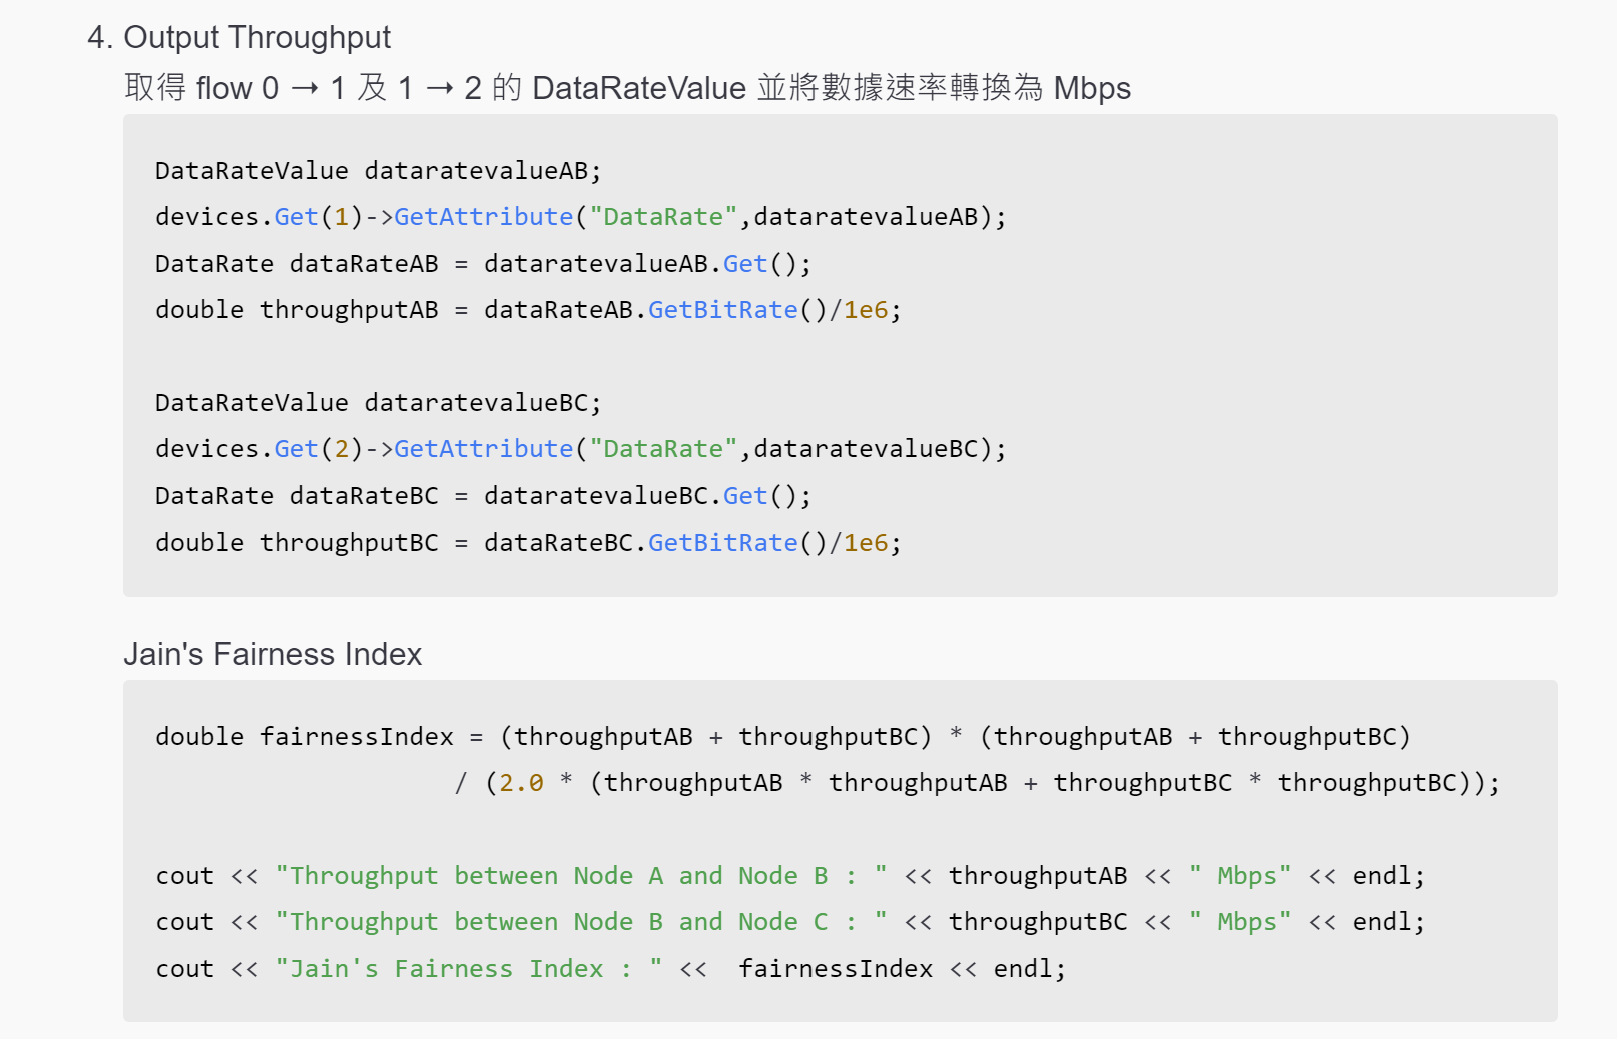 4. Output Throughput
取得 flow 0 → 1 及 1 → 2 的 DataRateValue 並將數據速率轉換為 Mbps
DataRateValue dataratevalueAB;
devices.Get(1)->GetAttribute("DataRate",dataratevalueAB);
DataRate dataRateAB = dataratevalueAB.Get();
double throughputAB = dataRateAB.GetBitRate()/1e6;
DataRateValue dataratevalueBC;
devices.Get(2)->GetAttribute("DataRate",dataratevalueBC);
DataRate dataRateBC = dataratevalueBC.Get();
double throughputBC = dataRateBC.GetBitRate()/1e6;
Jain's Fairness Index
double fairnessIndex = (throughputAB + throughputBC) * (throughputAB + throughputBC)
/ (2.0 * (throughputAB * throughputAB + throughputBC * throughputBC));
cout << "Throughput between Node A and Node B : " << throughputAB << " Mbps" << endl;
cout << "Throughput between Node B and Node C : " << throughputBC << " Mbps" << endl;
cout << "Jain's Fairness Index : " <<  fairnessIndex << endl;